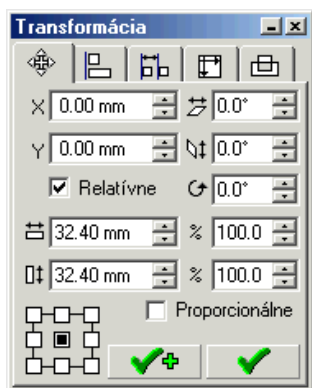 Transformácia
X 0.00 mm 0.0°
Y 0.00 mm 0.0°
Relatívne 0.0°
32.40 mm % 100.0
32.40 mm % 100.0
Proporcionálne